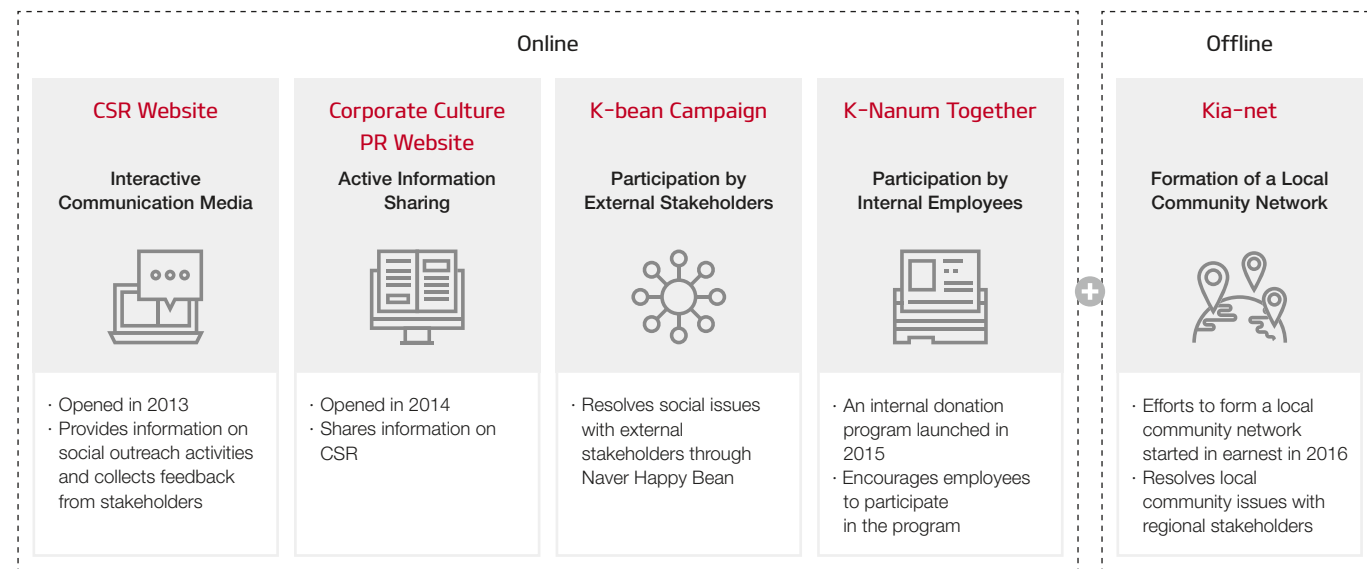 Online
CSR Website
Interactive
Communication Media
· Opened in 2013
· Provides information on
social outreach activities
and collects feedback
from stakeholders
Corporate Culture
PR Website
Active Information
Sharing
· Opened in 2014
· Shares information on
CSR
K-bean Campaign
Participation by
External Stakeholders
· Resolves social issues
with external
stakeholders through
Naver Happy Bean
K-Nanum Together
Participation by
Internal Employees
· An internal donation
program launched in
2015
· Encourages employees
to participate
in the program
Offline
Kia-net
Formation of a Local
Community Network
· Efforts to form a local
community network
started in earnest in 2016
· Resolves local
community issues with
regional stakeholders